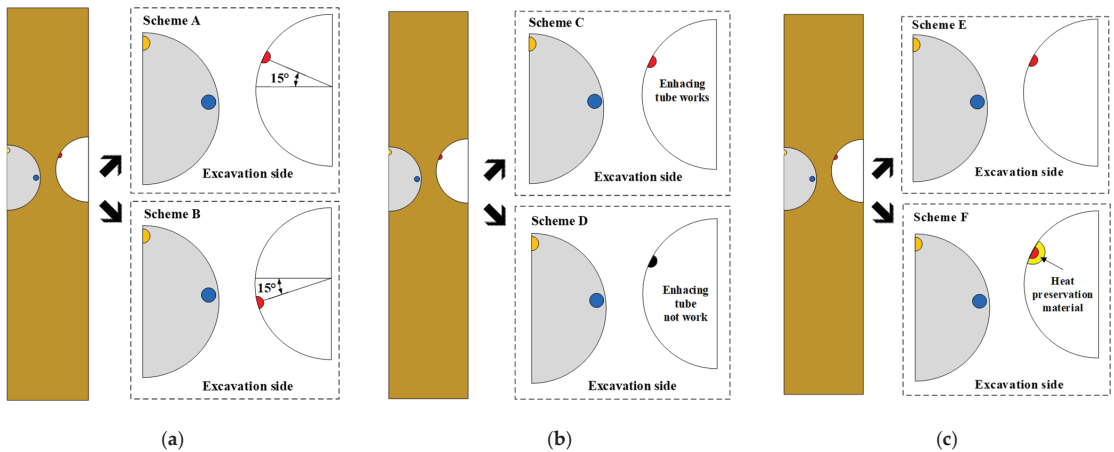 Scheme A
15°
Excavation side
Scheme B
15°
Excavation side
(a)
Scheme C
Enhacing
tube works
Excavation side
Scheme D
Enhacing
tube
not work
Excavation side
(b)
Scheme E
Excavation side
Scheme F
Heat
preservation
material
Excavation side
(c)